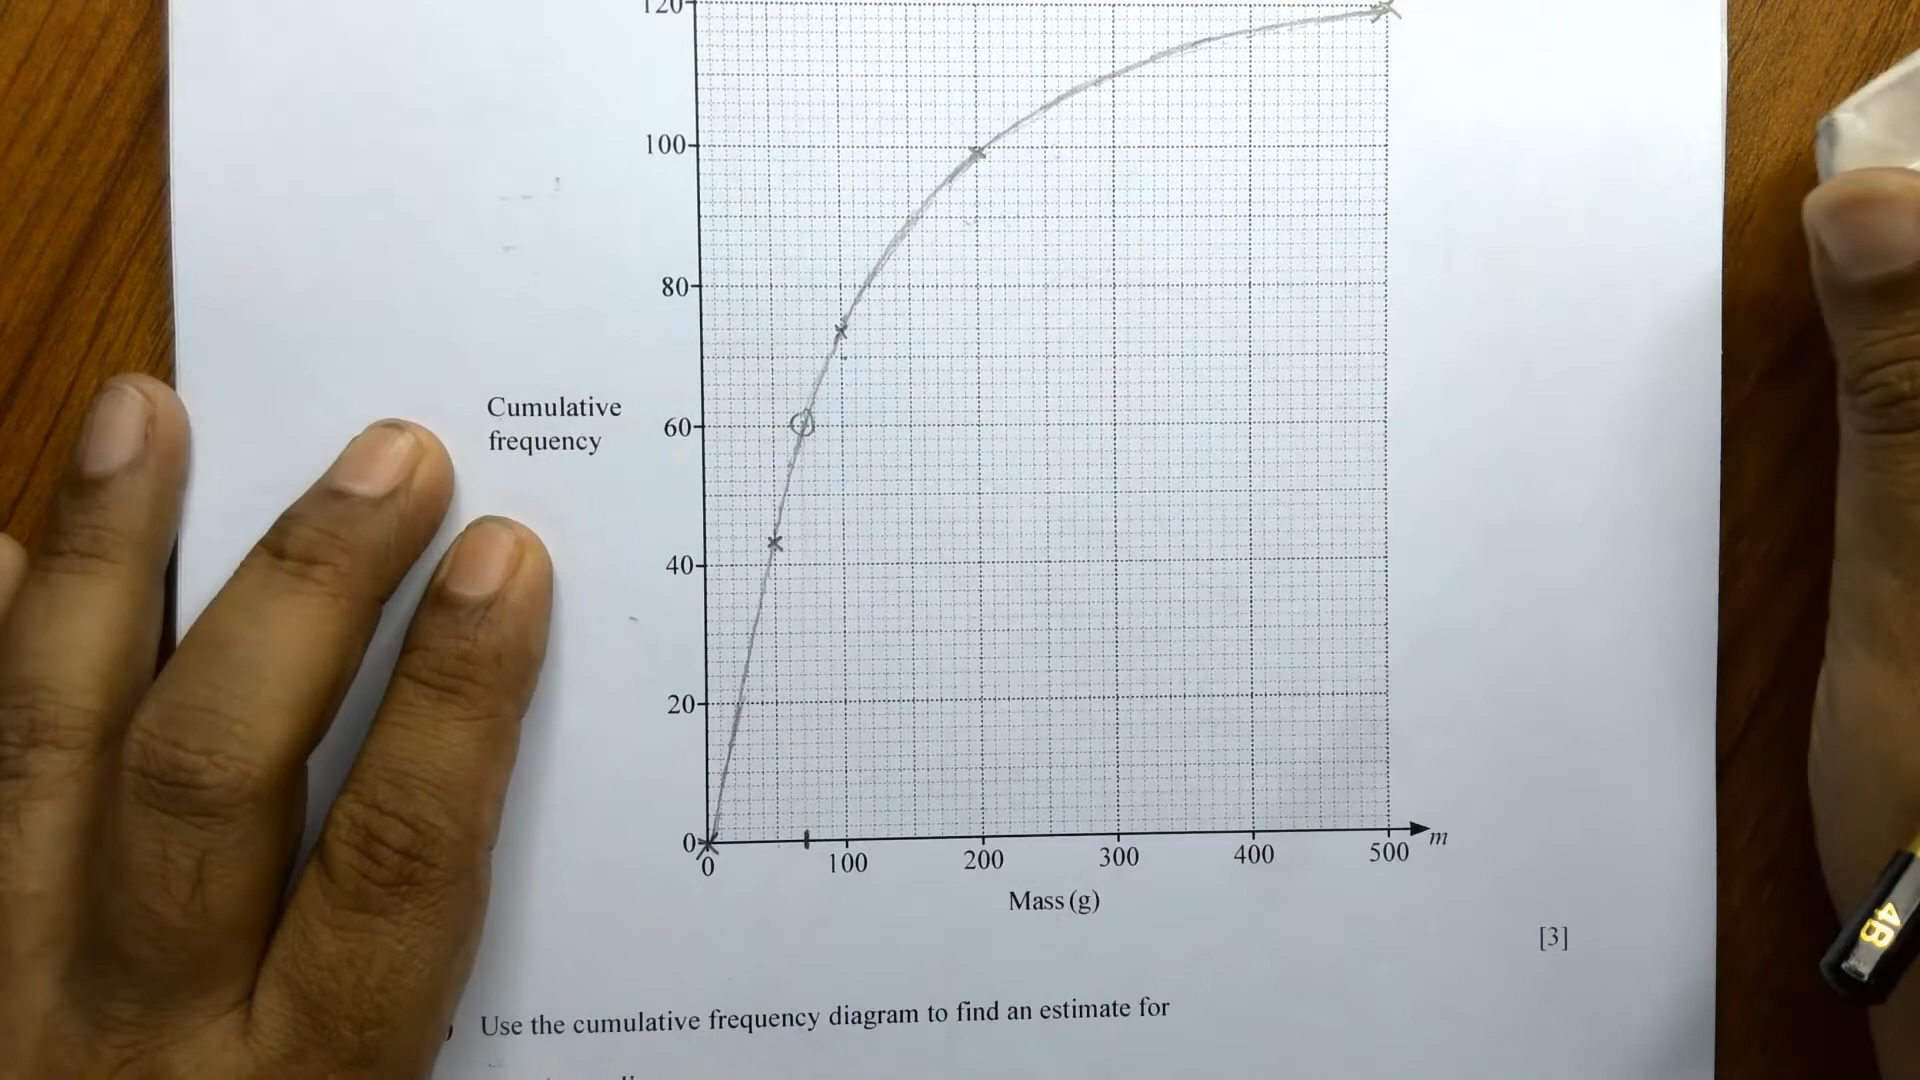 120
100
80
Cumulative
frequency
60
40
20
0
0 100 200 300 400 500 m
Mass (g)
[3]
) Use the cumulative frequency diagram to find an estimate for
4B